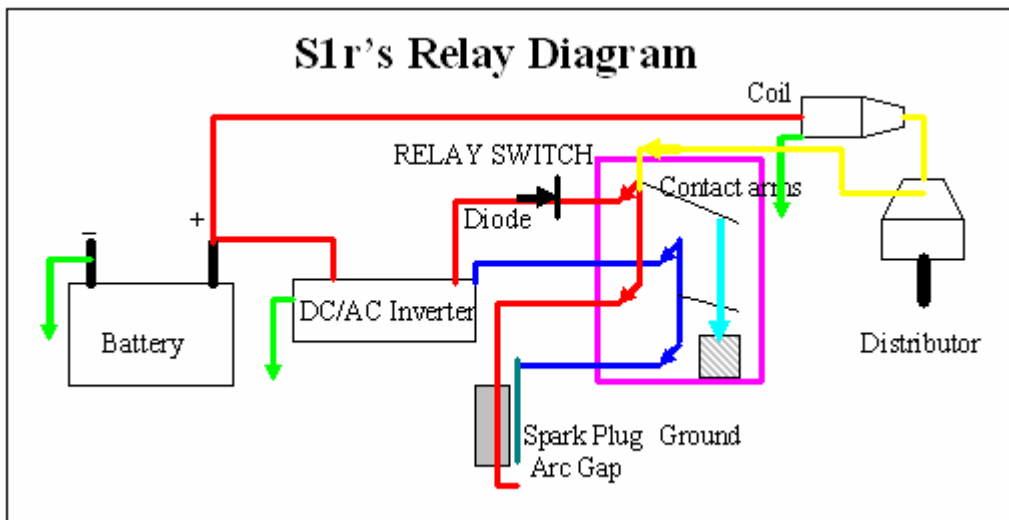 S1r's Relay Diagram
Coil
RELAY SWITCH
Contact arms
Diode
– +
DC/AC Inverter
Battery
Distributor
Spark Plug Ground
Arc Gap